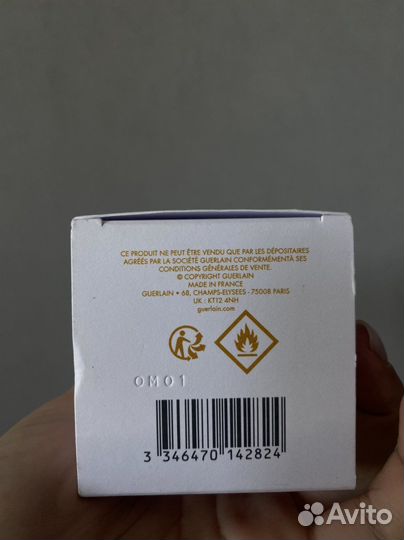 CE PRODUIT NE PEUT ÊTRE VENDU QUE PAR LES DÉPOSITAIRES
AGRÉÉS PAR LA SOCIÉTÉ GUERLAIN CONFORMÉMENTÀ SES
CONDITIONS GÉNÉRALES DE VENTE.
© COPYRIGHT GUERLAIN
MADE IN FRANCE
GUERLAIN • 68, CHAMPS-ELYSEES - 75008 PARIS
UK : KT12 4NH
guerlain.com
0M01
3 346470 142824
Avito